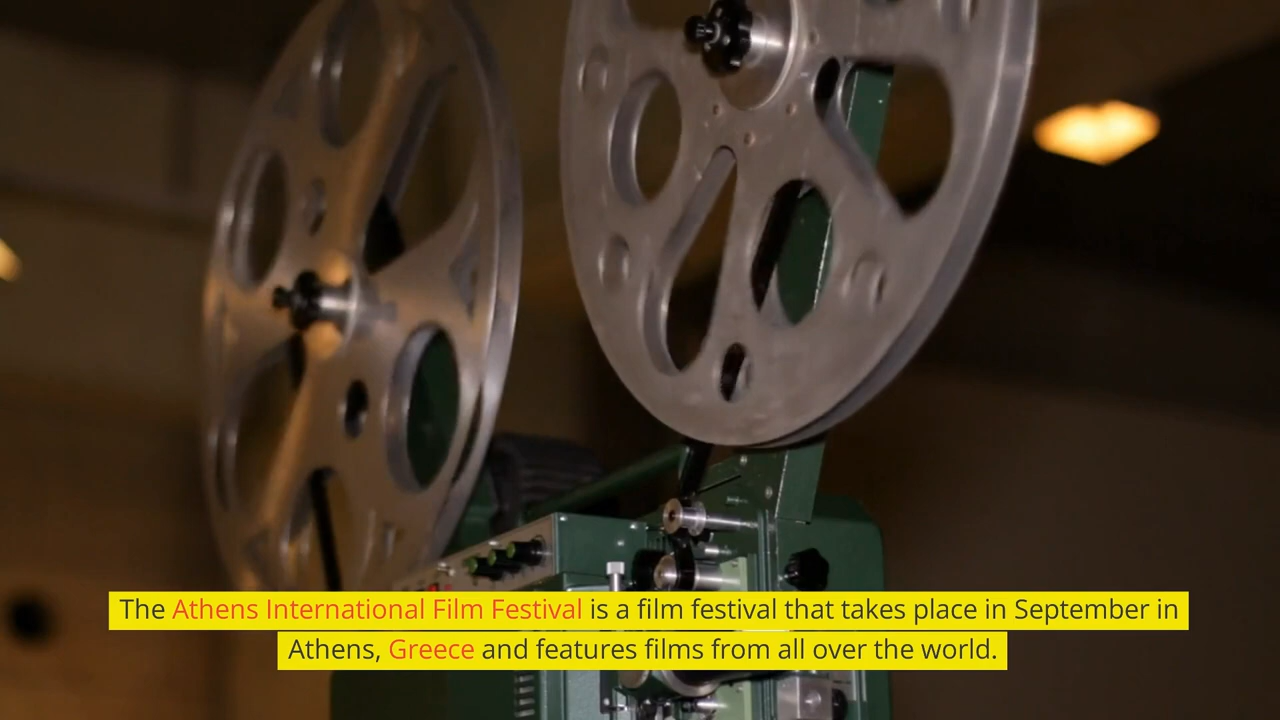 The Athens International Film Festival is a film festival that takes place in September in
Athens, Greece and features films from all over the world.